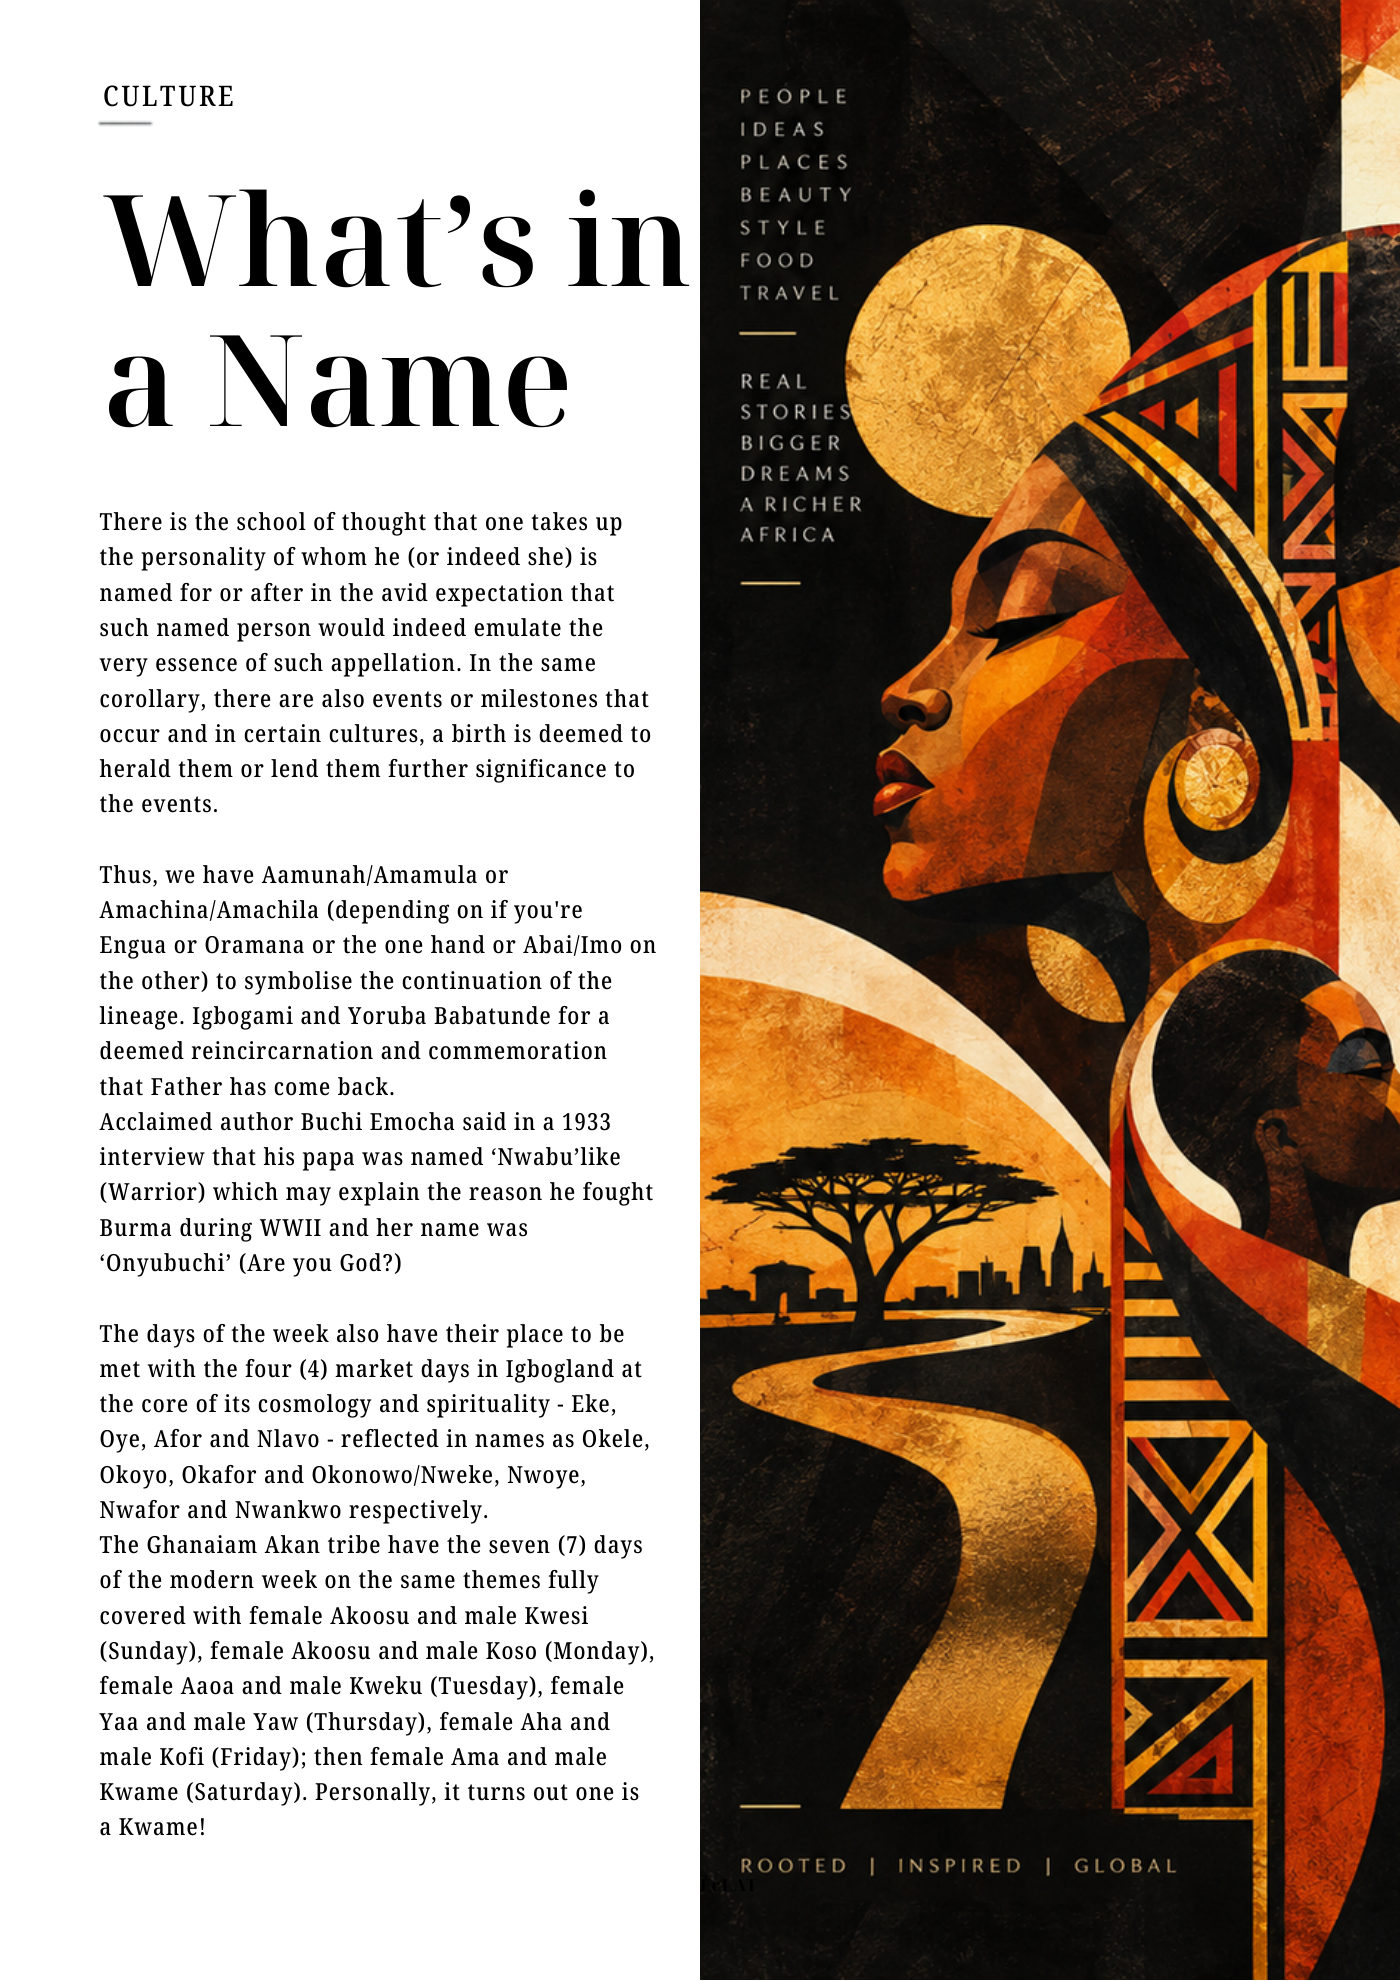 CULTURE
What’s in
a Name
There is the school of thought that one takes up
the personality of whom he (or indeed she) is
named for or after in the avid expectation that
such named person would indeed emulate the
very essence of such appellation. In the same
corollary, there are also events or milestones that
occur and in certain cultures, a birth is deemed to
herald them or lend them further significance to
the events.
Thus, we have Aamunah/Amamula or
Amachina/Amachila (depending on if you're
Engua or Oramana or the one hand or Abai/Imo on
the other) to symbolise the continuation of the
lineage. Igbogami and Yoruba Babatunde for a
deemed reincircarnation and commemoration
that Father has come back.
Acclaimed author Buchi Emocha said in a 1933
interview that his papa was named ‘Nwabu’like
(Warrior) which may explain the reason he fought
Burma during WWII and her name was
‘Onyubuchi’ (Are you God?)
The days of the week also have their place to be
met with the four (4) market days in Igbogland at
the core of its cosmology and spirituality - Eke,
Oye, Afor and Nlavo - reflected in names as Okele,
Okoyo, Okafor and Okonowo/Nweke, Nwoye,
Nwafor and Nwankwo respectively.
The Ghanaiam Akan tribe have the seven (7) days
of the modern week on the same themes fully
covered with female Akoosu and male Kwesi
(Sunday), female Akoosu and male Koso (Monday),
female Aaoa and male Kweku (Tuesday), female
Yaa and male Yaw (Thursday), female Aha and
male Kofi (Friday); then female Ama and male
Kwame (Saturday). Personally, it turns out one is
a Kwame!
PEOPLE
IDEAS
PLACES
BEAUTY
STYLE
FOOD
TRAVEL
REAL
STORIES
BIGGER
DREAMS
A RICHER
AFRICA
ROOTED | INSPIRED | GLOBAL